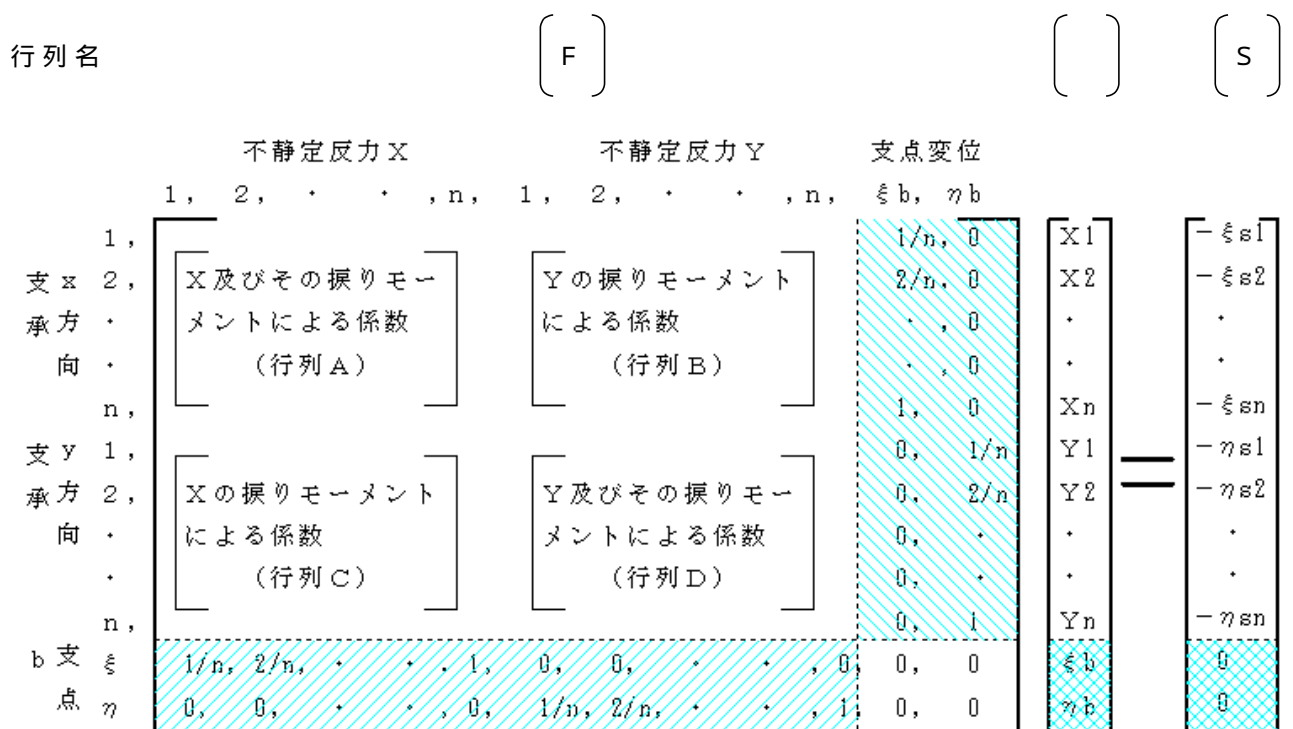 行列名 F S
不静定反力X 不静定反力Y 支点変位
1, 2, ・ ・ ,n, 1, 2, ・ ・ ,n, ξb, ηb
1, 1/n, 0 X1 −ξs1
支x 2, X及びその捩りモー Yの捩りモーメント 2/n, 0 X2 −ξs2
承方 ・ メントによる係数 による係数 ・ ,0 ・ ・
向 ・ (行列A) (行列B) ・ , 0 ・ ・
n, 1, 0 Xn −ξsn
支y 1, 0, 1/n Y1 = −ηs1
承方 2, Xの捩りモーメント Y及びその捩りモー 0, 2/n Y2 −ηs2
向 ・ による係数 メントによる係数 0, ・ ・ ・
・ (行列C) (行列D) 0, ・ ・ ・
n, 0, 1 Yn −ηsn
b支 ξ 1/n, 2/n, ・ ・ , 1, 0, 0, ・ ・ , 0, 0, 0 ξb 0
点 η 0, 0, ・ ・ , 0, 1/n, 2/n, ・ ・ , 1, 0, 0 ηb 0